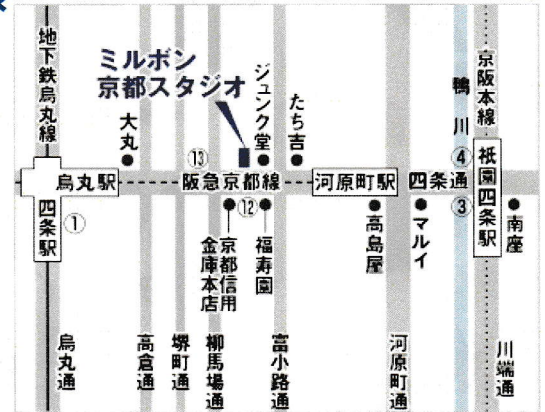 地下鉄烏丸線
大丸
ミルボン
京都スタジオ
ジュンク堂
たち吉
鴨川
京阪本線
烏丸駅
⑬
阪急京都線
河原町駅
四条通
④
祇園四条駅
四条駅
①
⑫
③
京都信用
金庫本店
福寿園
高島屋
マルイ
南座
烏丸通
高倉通
堺町通
柳馬場通
富小路通
河原町通
川端通